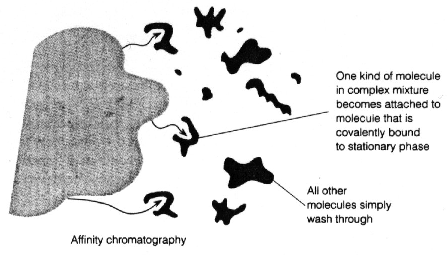 One kind of molecule
in complex mixture
becomes attached to
molecule that is
covalently bound
to stationary phase
All other
molecules simply
wash through
Affinity chromatography